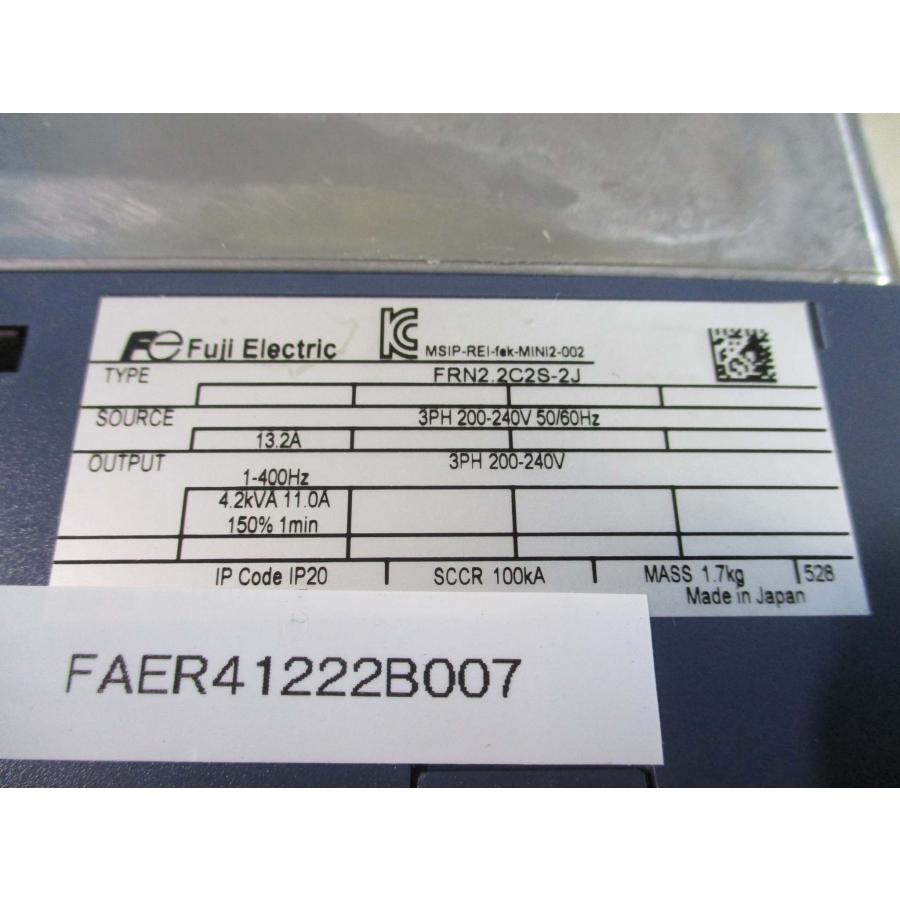 Fe Fuji Electric KC MSIP-REI-fek-MINI2-002
TYPE FRN2.2C2S-2J
SOURCE 3PH 200-240V 50/60Hz
13.2A
OUTPUT 3PH 200-240V
1-400Hz
4.2kVA 11.0A
150% 1min
IP Code IP20 SCCR 100kA MASS 1.7kg 528
Made in Japan
FAER41222B007